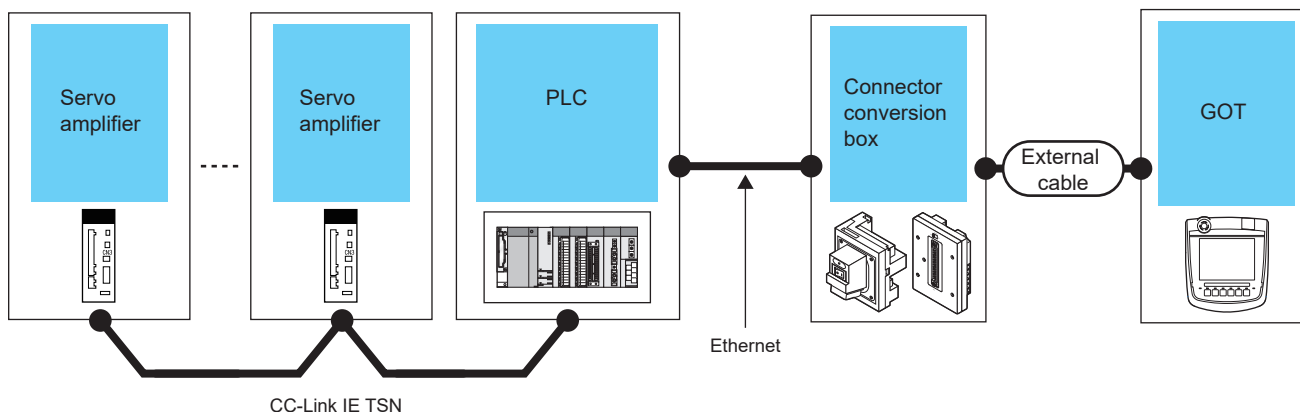 Servo
amplifier
Servo
amplifier
PLC
Connector
conversion
box
External
cable
GOT
Ethernet
CC-Link IE TSN